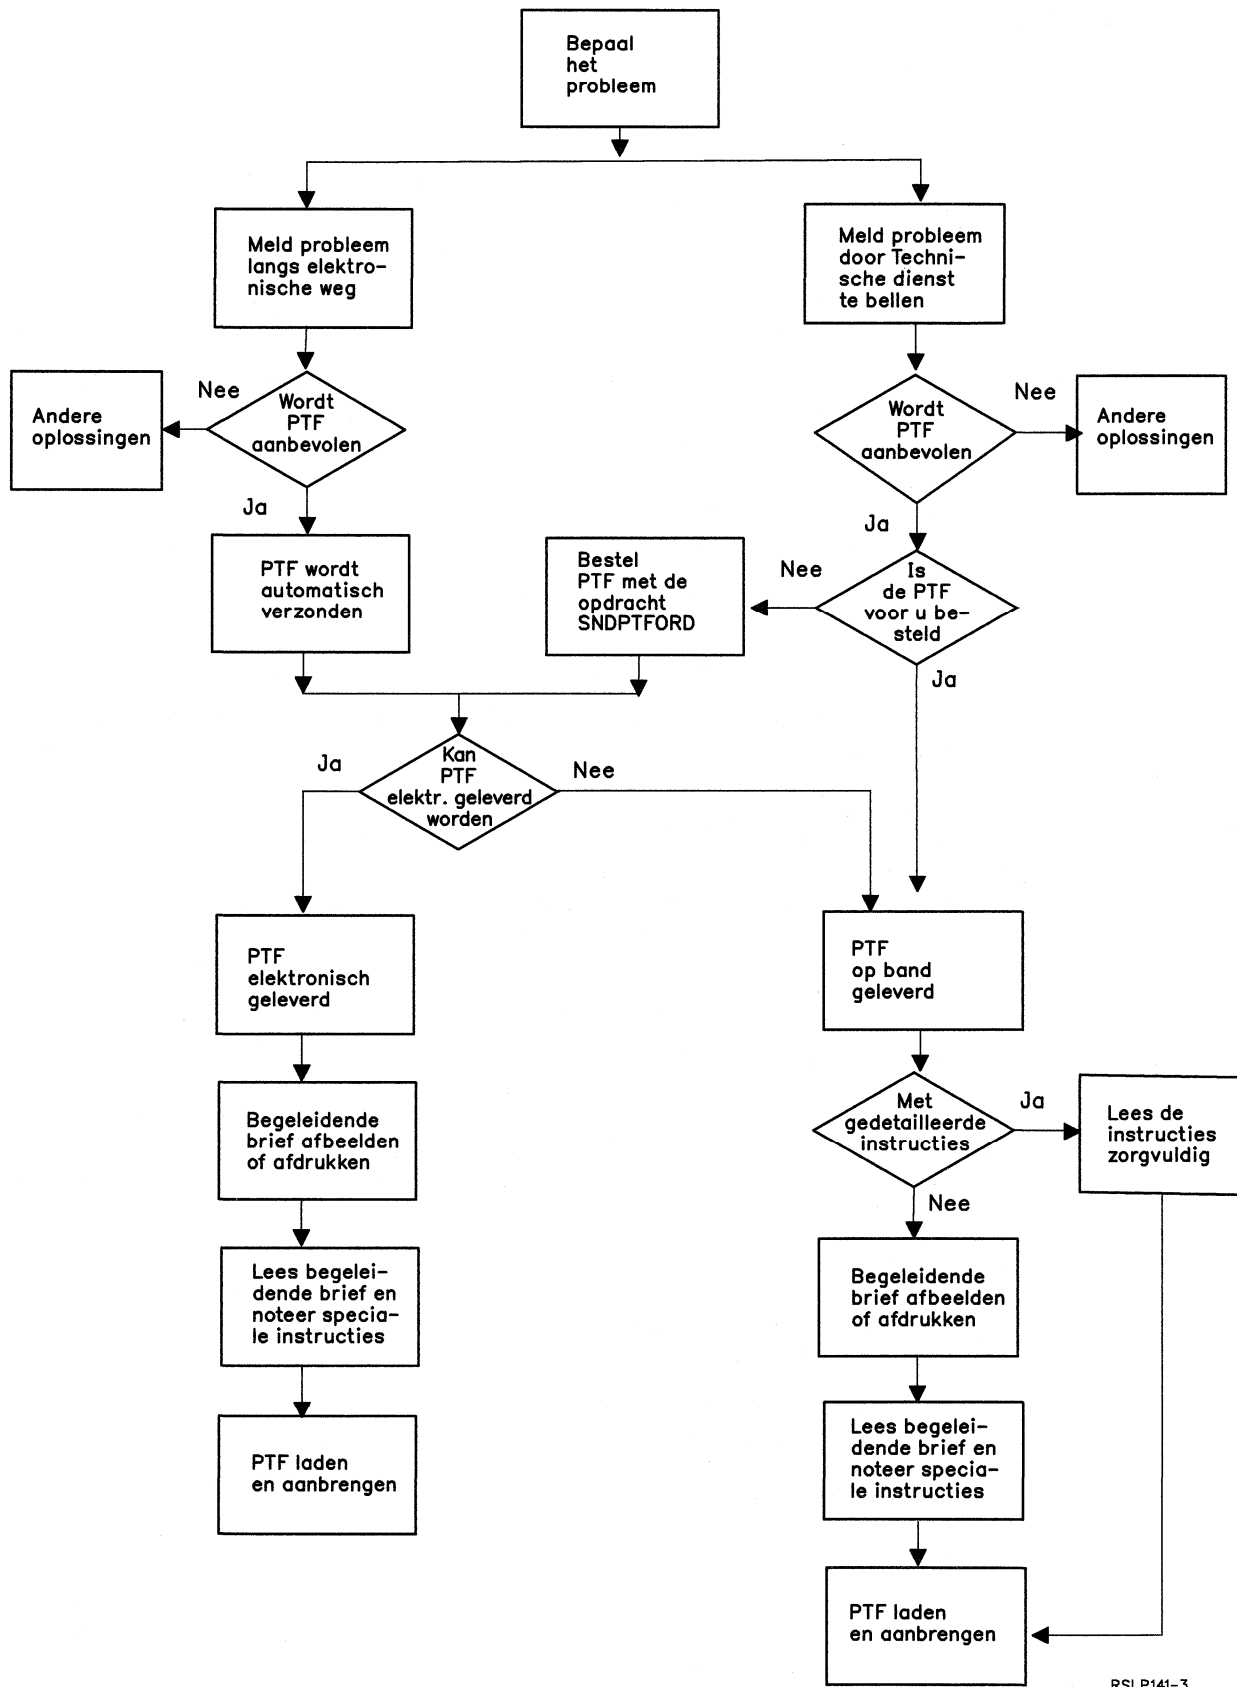 Bepaal
het
probleem
Meld probleem
langs elektro-
nische weg
Meld probleem
door Techni-
sche dienst
te bellen
Nee
Andere
oplossingen
Wordt
PTF
aanbevolen
Ja
Wordt
PTF
aanbevolen
Nee
Andere
oplossingen
Ja
PTF wordt
automatisch
verzonden
Bestel
PTF met de
opdracht
SNDPTFORD
Nee
Is
de PTF
voor u be-
steld
Ja
Ja
Kan
PTF
elektr. geleverd
worden
Nee
PTF
elektronisch
geleverd
PTF
op band
geleverd
Begeleidende
brief afbeelden
of afdrukken
Met
gedetailleerde
instructies
Ja
Lees de
instructies
zorgvuldig
Nee
Lees begelei-
dende brief en
noteer specia-
le instructies
Begeleidende
brief afbeelden
of afdrukken
PTF laden
en aanbrengen
Lees begelei-
dende brief en
noteer specia-
le instructies
PTF laden
en aanbrengen
RSLP141-3